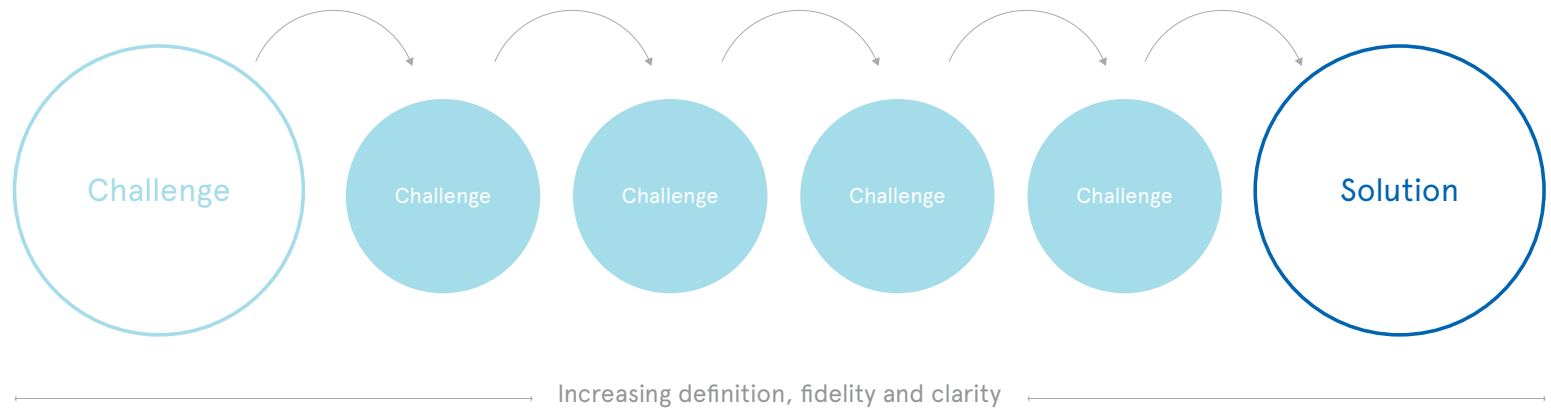 Challenge
Challenge
Challenge
Challenge
Challenge
Solution
Increasing definition, fidelity and clarity